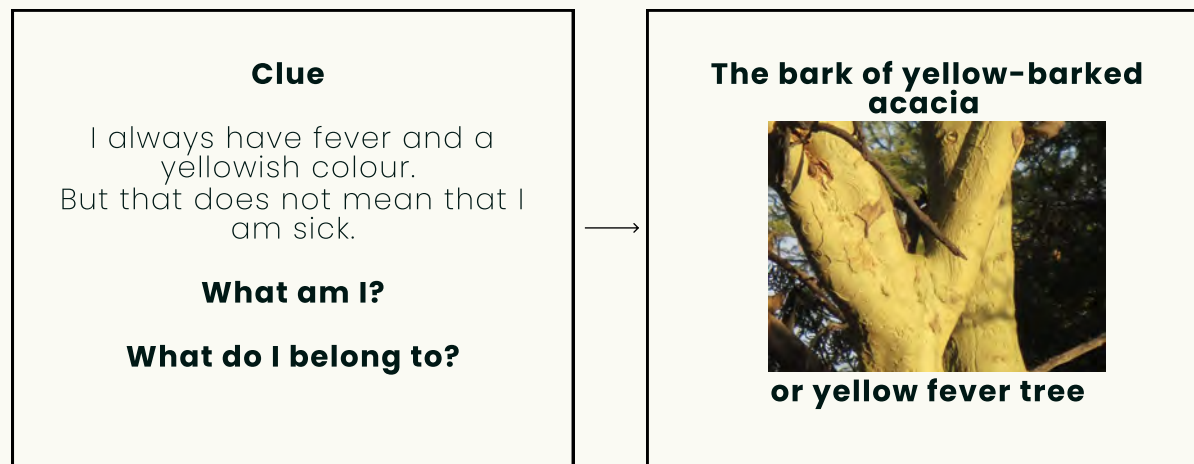 Clue
I always have fever and a
yellowish colour.
But that does not mean that I
am sick.
What am I?
What do I belong to?
The bark of yellow-barked
acacia
or yellow fever tree